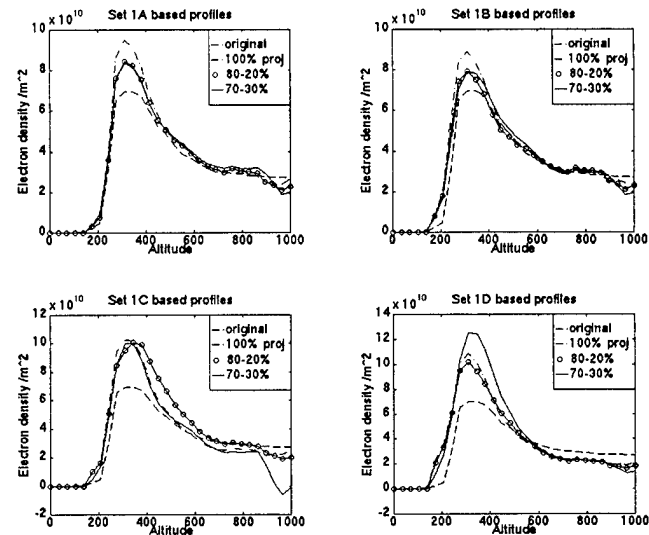 Set 1A based profiles
x 10^10
10
8
6
4
2
0
0 200 400 600 800 1000
Altitude
Electron density /m^2
original
100% proj
80-20%
70-30%
Set 1B based profiles
x 10^10
10
8
6
4
2
0
0 200 400 600 800 1000
Altitude
Electron density /m^2
original
100% proj
80-20%
70-30%
Set 1C based profiles
x 10^10
12
10
8
6
4
2
0
-2
0 200 400 600 800 1000
Altitude
Electron density /m^2
original
100% proj
80-20%
70-30%
Set 1D based profiles
x 10^10
14
12
10
8
6
4
2
0
-2
0 200 400 600 800 1000
Altitude
Electron density /m^2
original
100% proj
80-20%
70-30%